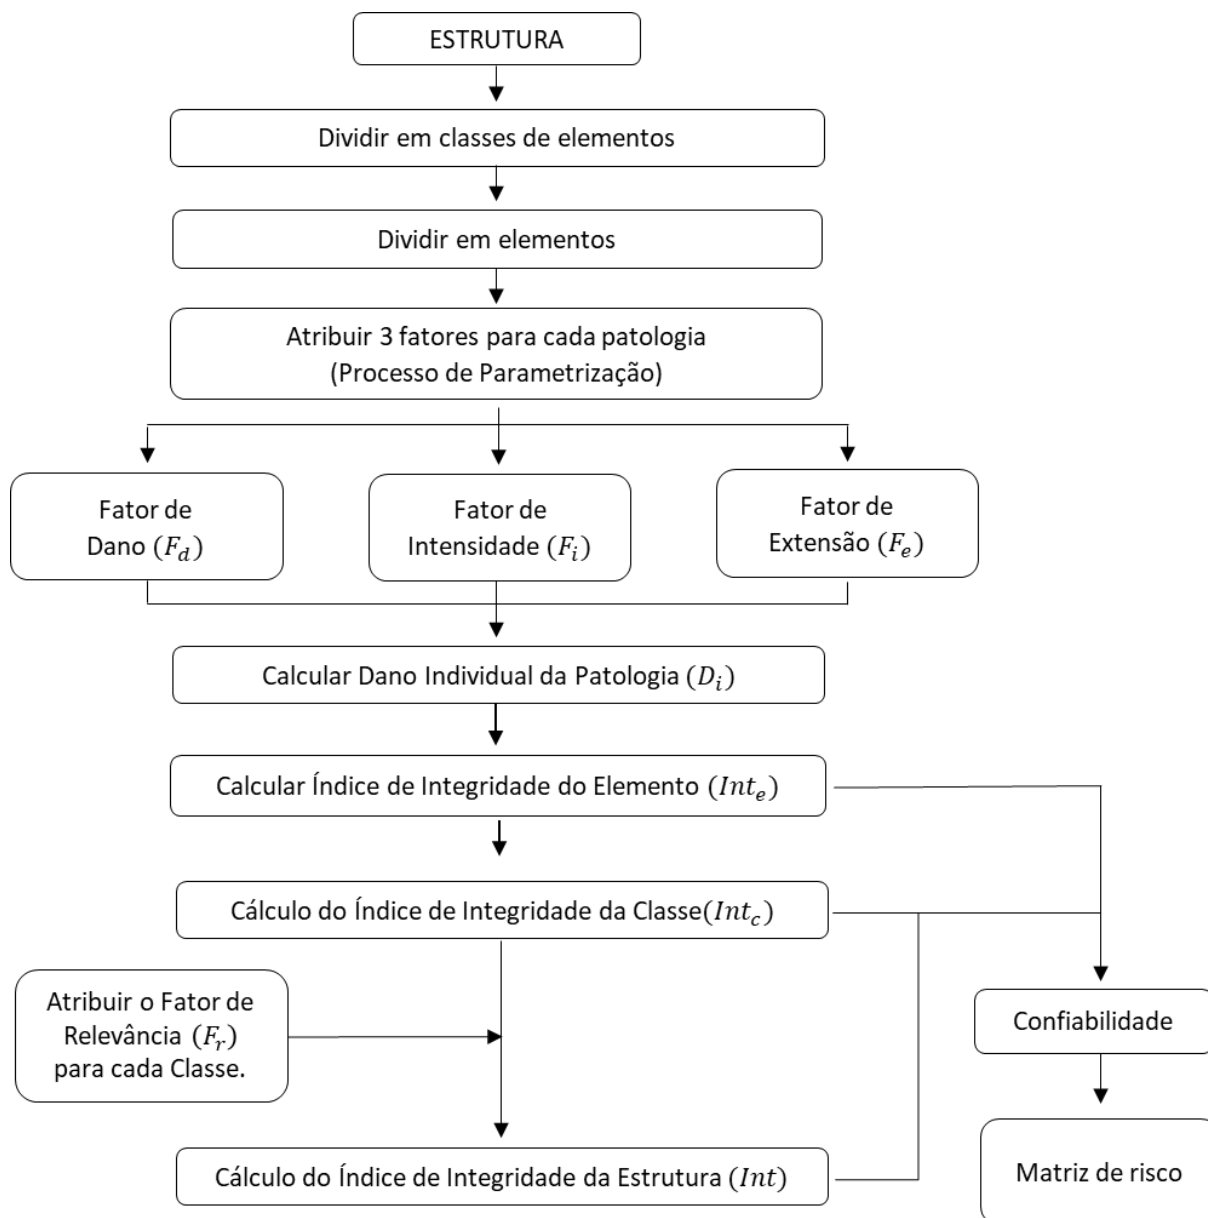 ESTRUTURA
Dividir em classes de elementos
Dividir em elementos
Atribuir 3 fatores para cada patologia
(Processo de Parametrização)
Fator de
Dano (F_d)
Fator de
Intensidade (F_i)
Fator de
Extensão (F_e)
Calcular Dano Individual da Patologia (D_i)
Calcular Índice de Integridade do Elemento (Int_e)
Cálculo do Índice de Integridade da Classe(Int_c)
Atribuir o Fator de
Relevância (F_r)
para cada Classe.
Confiabilidade
Cálculo do Índice de Integridade da Estrutura (Int)
Matriz de risco